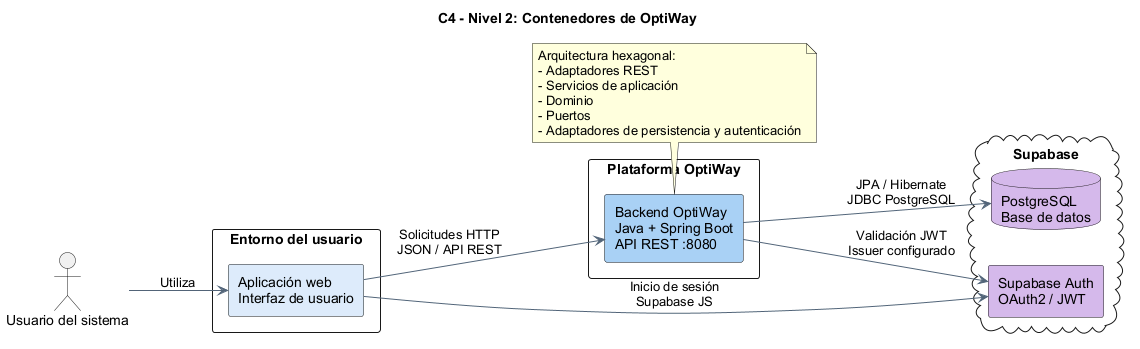 C4 - Nivel 2: Contenedores de OptiWay
Arquitectura hexagonal:
- Adaptadores REST
- Servicios de aplicación
- Dominio
- Puertos
- Adaptadores de persistencia y autenticación
Plataforma OptiWay
Backend OptiWay
Java + Spring Boot
API REST :8080
Supabase
PostgreSQL
Base de datos
JPA / Hibernate
JDBC PostgreSQL
Validación JWT
Issuer configurado
Supabase Auth
OAuth2 / JWT
Entorno del usuario
Aplicación web
Interfaz de usuario
Solicitudes HTTP
JSON / API REST
Inicio de sesión
Supabase JS
Utiliza
Usuario del sistema